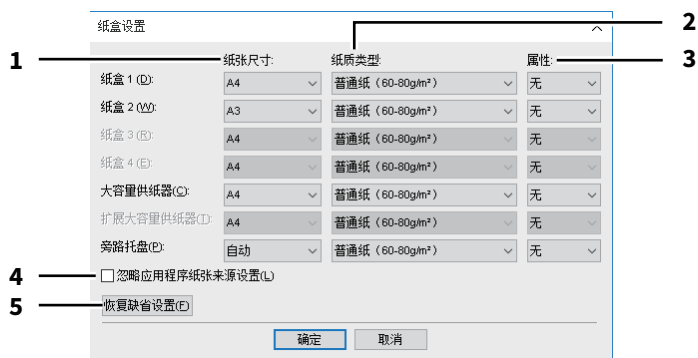 纸盒设置
2
1 纸张尺寸: 纸质类型: 属性: 3
纸盒 1 (D): A4 普通纸（60-80g/m²） 无
纸盒 2 (W): A3 普通纸（60-80g/m²） 无
纸盒 3 (R): A4 普通纸（60-80g/m²） 无
纸盒 4 (E): A4 普通纸（60-80g/m²） 无
大容量供纸器(C): A4 普通纸（60-80g/m²） 无
扩展大容量供纸器(I): A4 普通纸（60-80g/m²） 无
旁路托盘(P): 自动 普通纸（60-80g/m²） 无
4 忽略应用程序纸张来源设置(L)
5 恢复缺省设置(F)
确定 取消